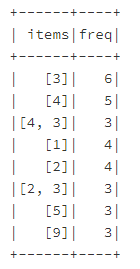 +------+----+
| items|freq|
+------+----+
|   [3]|   6|
|   [4]|   5|
|[4, 3]|   3|
|   [1]|   4|
|   [2]|   4|
|[2, 3]|   3|
|   [5]|   3|
|   [9]|   3|
+------+----+